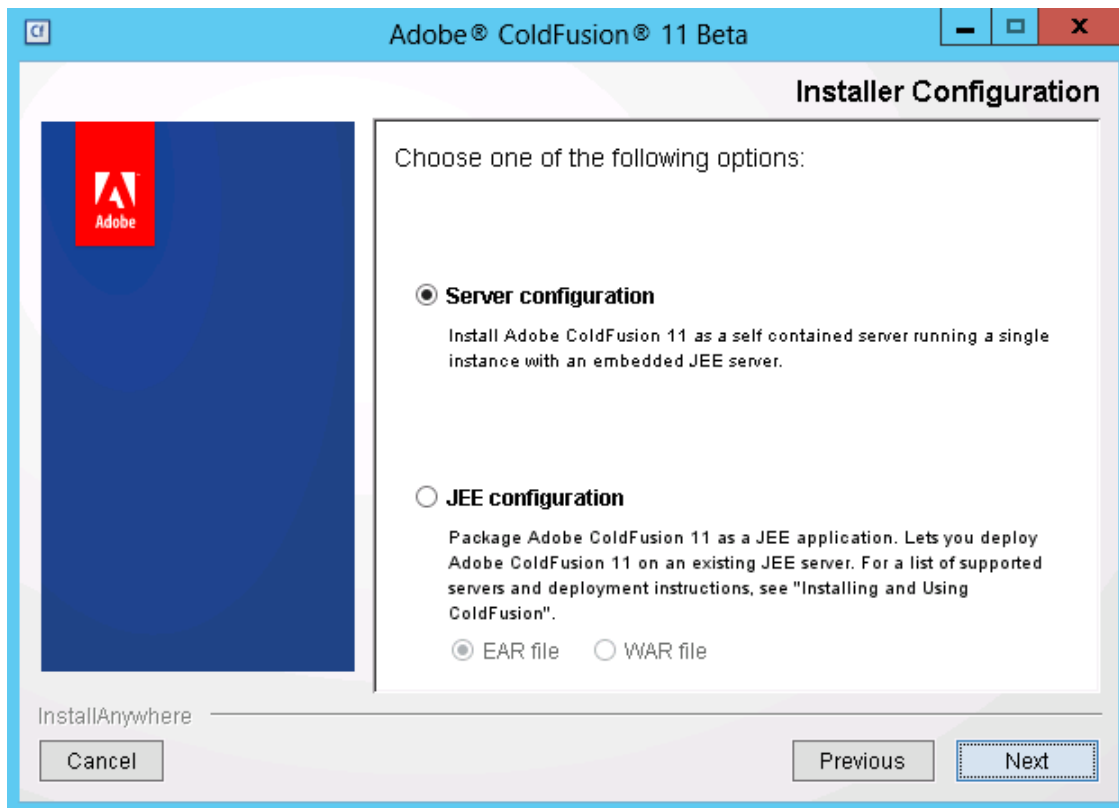 Cf
Adobe® ColdFusion® 11 Beta
x
Installer Configuration
Adobe
Choose one of the following options:
Server configuration
Install Adobe ColdFusion 11 as a self contained server running a single
instance with an embedded JEE server.
JEE configuration
Package Adobe ColdFusion 11 as a JEE application. Lets you deploy
Adobe ColdFusion 11 on an existing JEE server. For a list of supported
servers and deployment instructions, see "Installing and Using
ColdFusion".
EAR file WAR file
InstallAnywhere
Cancel Previous Next